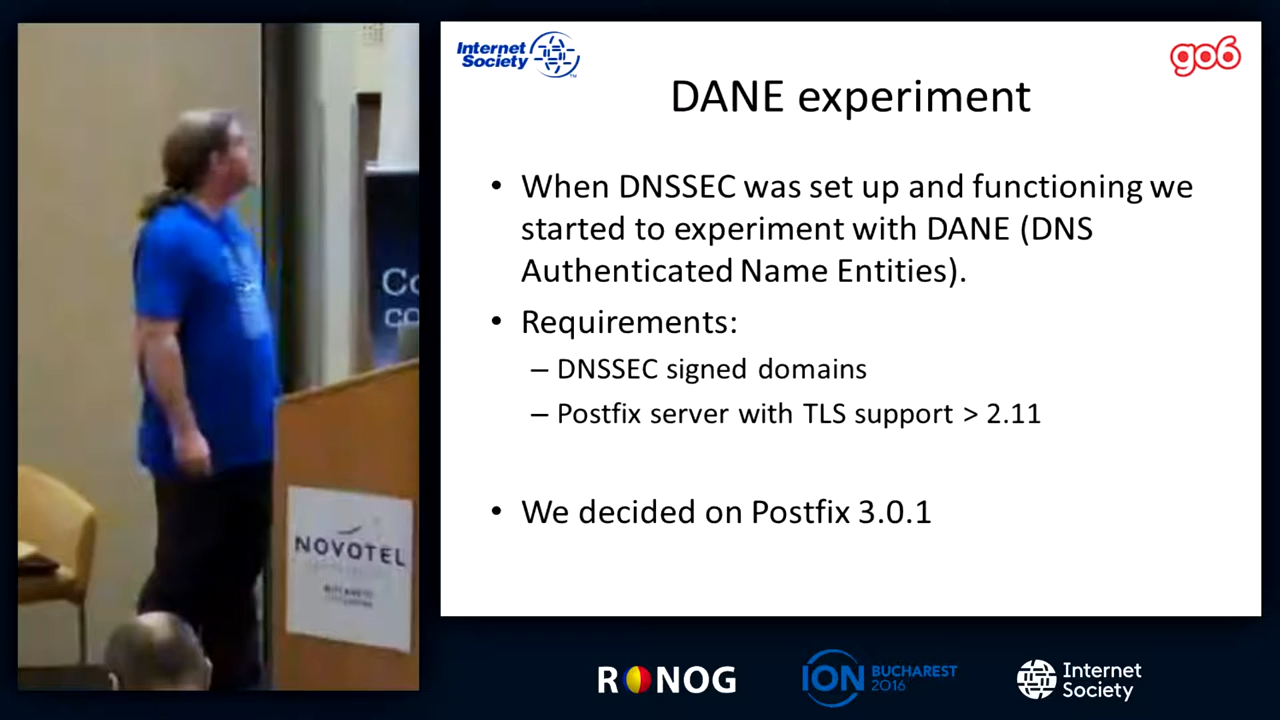 Internet
Society
go6
DANE experiment
• When DNSSEC was set up and functioning we
started to experiment with DANE (DNS
Authenticated Name Entities).
• Requirements:
– DNSSEC signed domains
– Postfix server with TLS support > 2.11
• We decided on Postfix 3.0.1
Co
co
NOVOTEL
RONOG
ION BUCHAREST
2016
Internet
Society